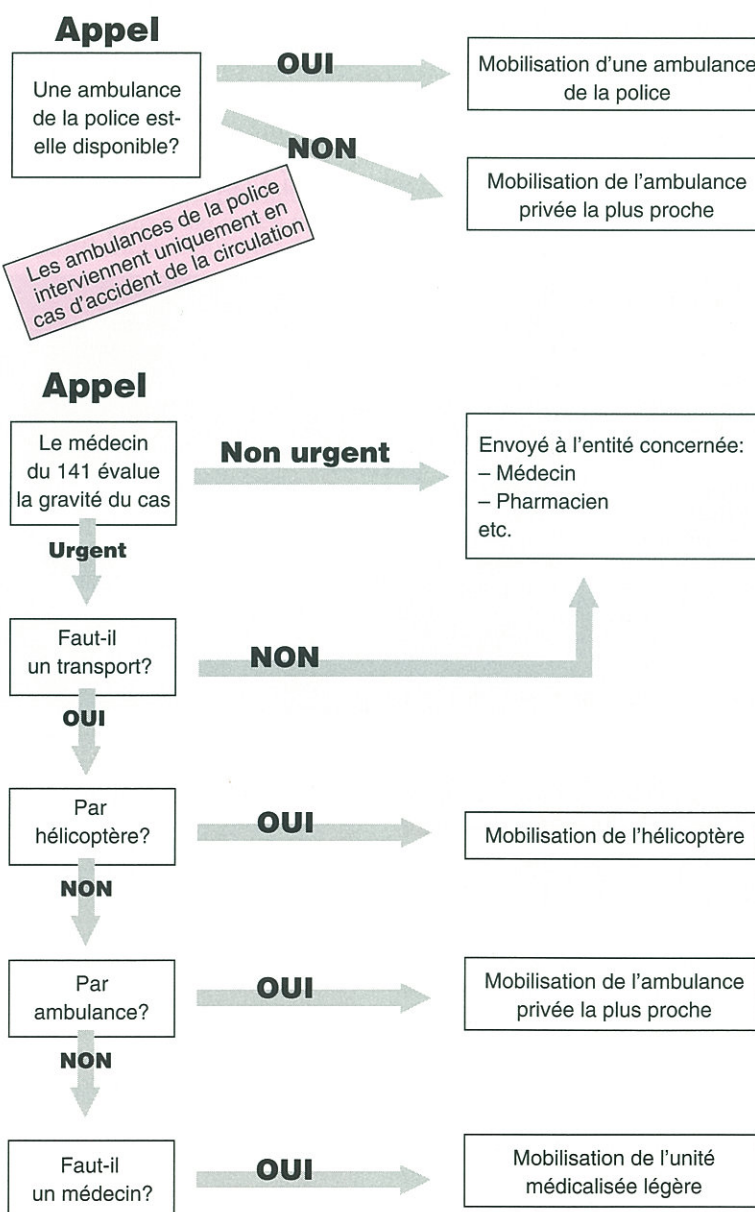 Appel
Une ambulance
de la police est-
elle disponible?
OUI
Mobilisation d'une ambulance
de la police
NON
Mobilisation de l'ambulance
privée la plus proche
Les ambulances de la police
interviennent uniquement en
cas d'accident de la circulation
Appel
Le médecin
du 141 évalue
la gravité du cas
Non urgent
Envoyé à l'entité concernée:
– Médecin
– Pharmacien
etc.
Urgent
Faut-il
un transport?
NON
OUI
Par
hélicoptère?
OUI
Mobilisation de l'hélicoptère
NON
Par
ambulance?
OUI
Mobilisation de l'ambulance
privée la plus proche
NON
Faut-il
un médecin?
OUI
Mobilisation de l'unité
médicalisée légère